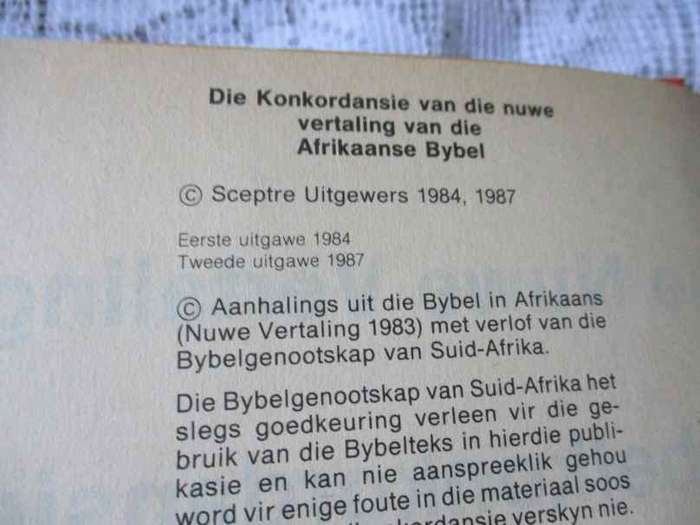 Die Konkordansie van die nuwe
vertaling van die
Afrikaanse Bybel
© Sceptre Uitgewers 1984, 1987
Eerste uitgawe 1984
Tweede uitgawe 1987
© Aanhalings uit die Bybel in Afrikaans
(Nuwe Vertaling 1983) met verlof van die
Bybelgenootskap van Suid-Afrika.
Die Bybelgenootskap van Suid-Afrika het
slegs goedkeuring verleen vir die ge-
bruik van die Bybelteks in hierdie publi-
kasie en kan nie aanspreeklik gehou
word vir enige foute in die materiaal soos
verskyn nie.